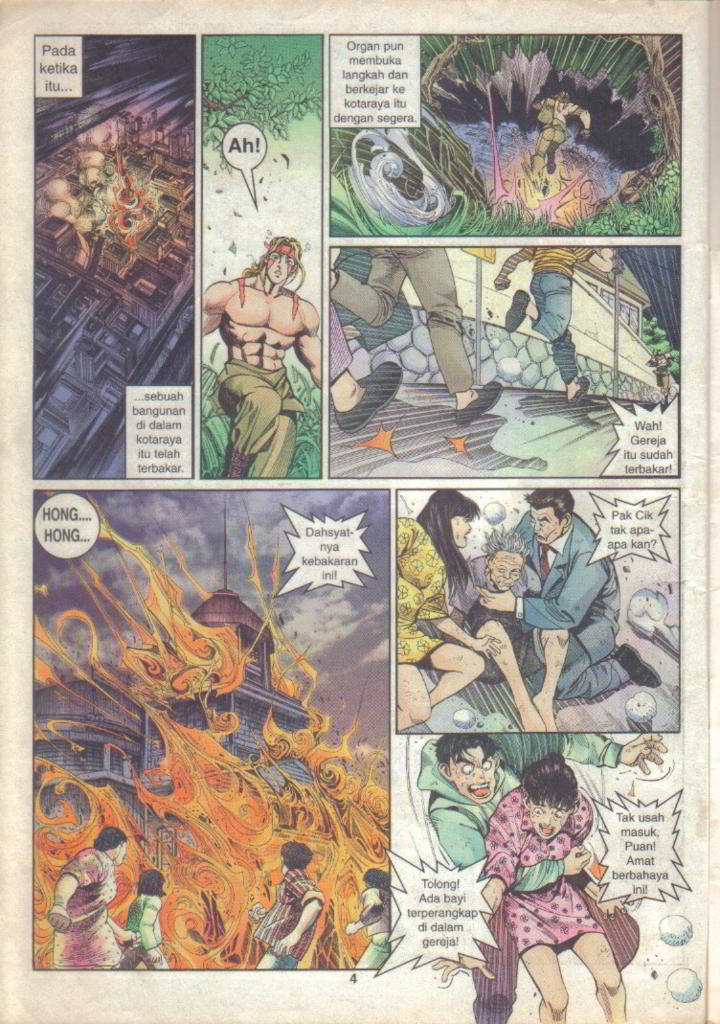 Pada
ketika
itu...
...sebuah
bangunan
di dalam
kotaraya
itu telah
terbakar.
Ah!
Organ pun
membuka
langkah dan
berkejar ke
kotaraya itu
dengan segera.
Wah!
Gereja
itu sudah
terbakar!
HONG....
HONG...
Dahsyat-
nya
kebakaran
ini!
Pak Cik
tak apa-
apa kan?
Tak usah
masuk,
Puan!
Amat
berbahaya
ini!
Tolong!
Ada bayi
terperangkap
di dalam
gereja!
4